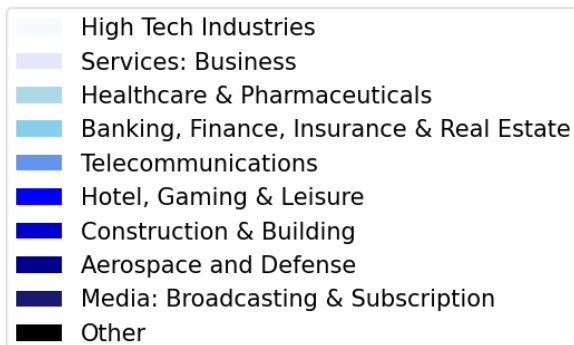 High Tech Industries
Services: Business
Healthcare & Pharmaceuticals
Banking, Finance, Insurance & Real Estate
Telecommunications
Hotel, Gaming & Leisure
Construction & Building
Aerospace and Defense
Media: Broadcasting & Subscription
Other